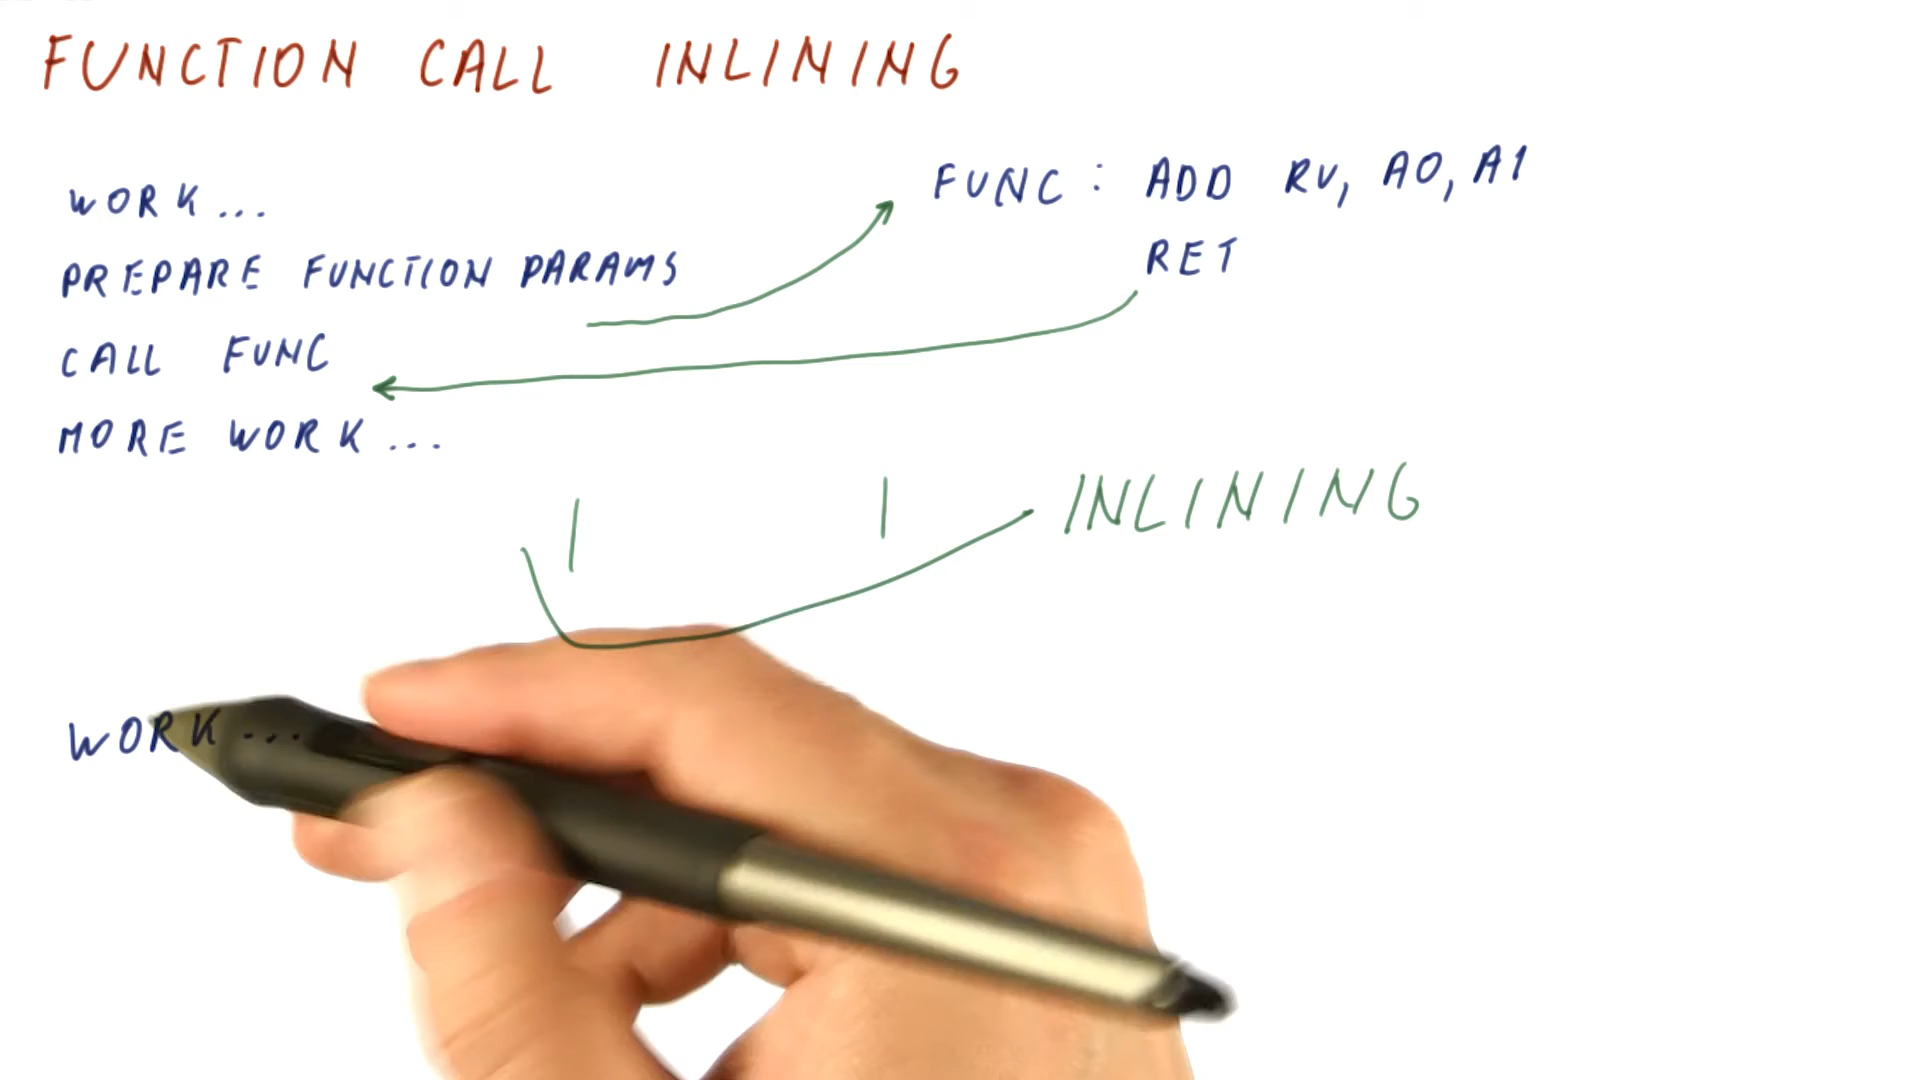 FUNCTION CALL INLINING
WORK...
PREPARE FUNCTION PARAMS
CALL FUNC
MORE WORK...
FUNC: ADD RV, A0, A1
RET
INLINING
WORK...